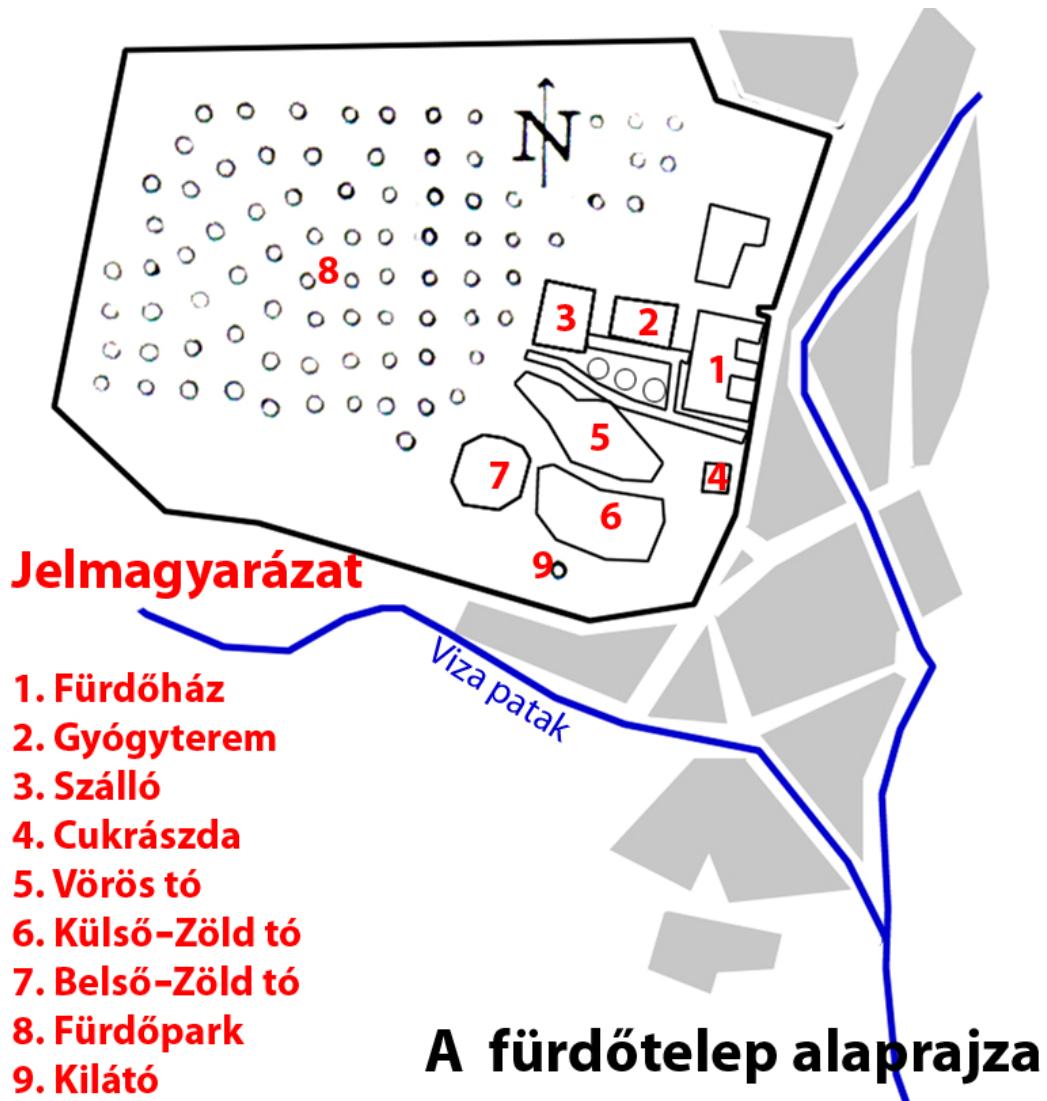 N
8
3
2
1
5
4
7
6
9
Jelmagyarázat
Viza patak
1. Fürdőház
2. Gyógyterem
3. Szálló
4. Cukrászda
5. Vörös tó
6. Külső-Zöld tó
7. Belső-Zöld tó
8. Fürdőpark
9. Kilátó
A fürdőtelep alaprajza